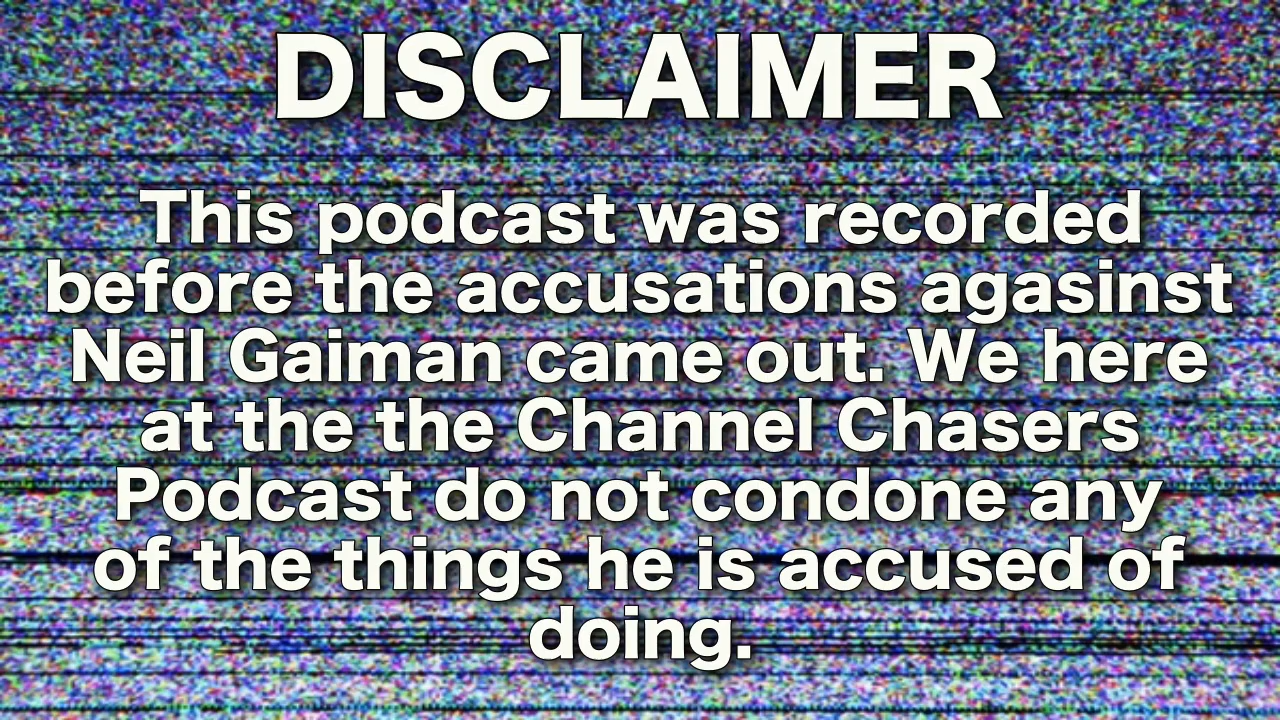 DISCLAIMER
This podcast was recorded
before the accusations agasinst
Neil Gaiman came out. We here
at the the Channel Chasers
Podcast do not condone any
of the things he is accused of
doing.